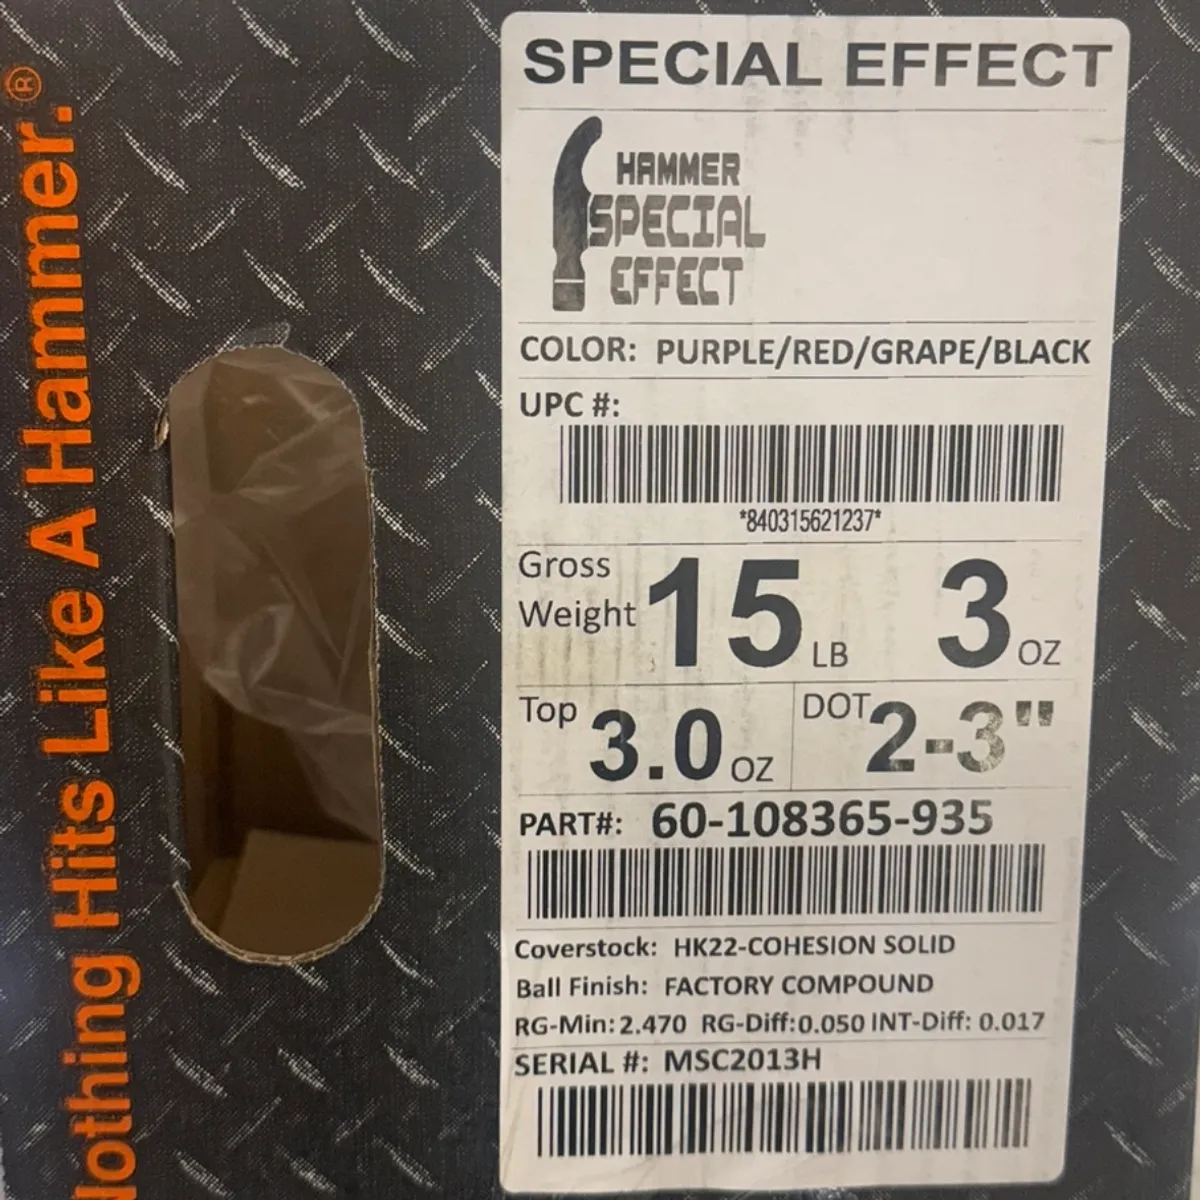 Nothing Hits Like A Hammer.®
SPECIAL EFFECT
HAMMER
SPECIAL
EFFECT
COLOR: PURPLE/RED/GRAPE/BLACK
UPC #:
*840315621237*
Gross Weight 15 LB 3 OZ
Top 3.0 OZ DOT 2-3"
PART#: 60-108365-935
Coverstock: HK22-COHESION SOLID
Ball Finish: FACTORY COMPOUND
RG-Min: 2.470 RG-Diff:0.050 INT-Diff: 0.017
SERIAL #: MSC2013H